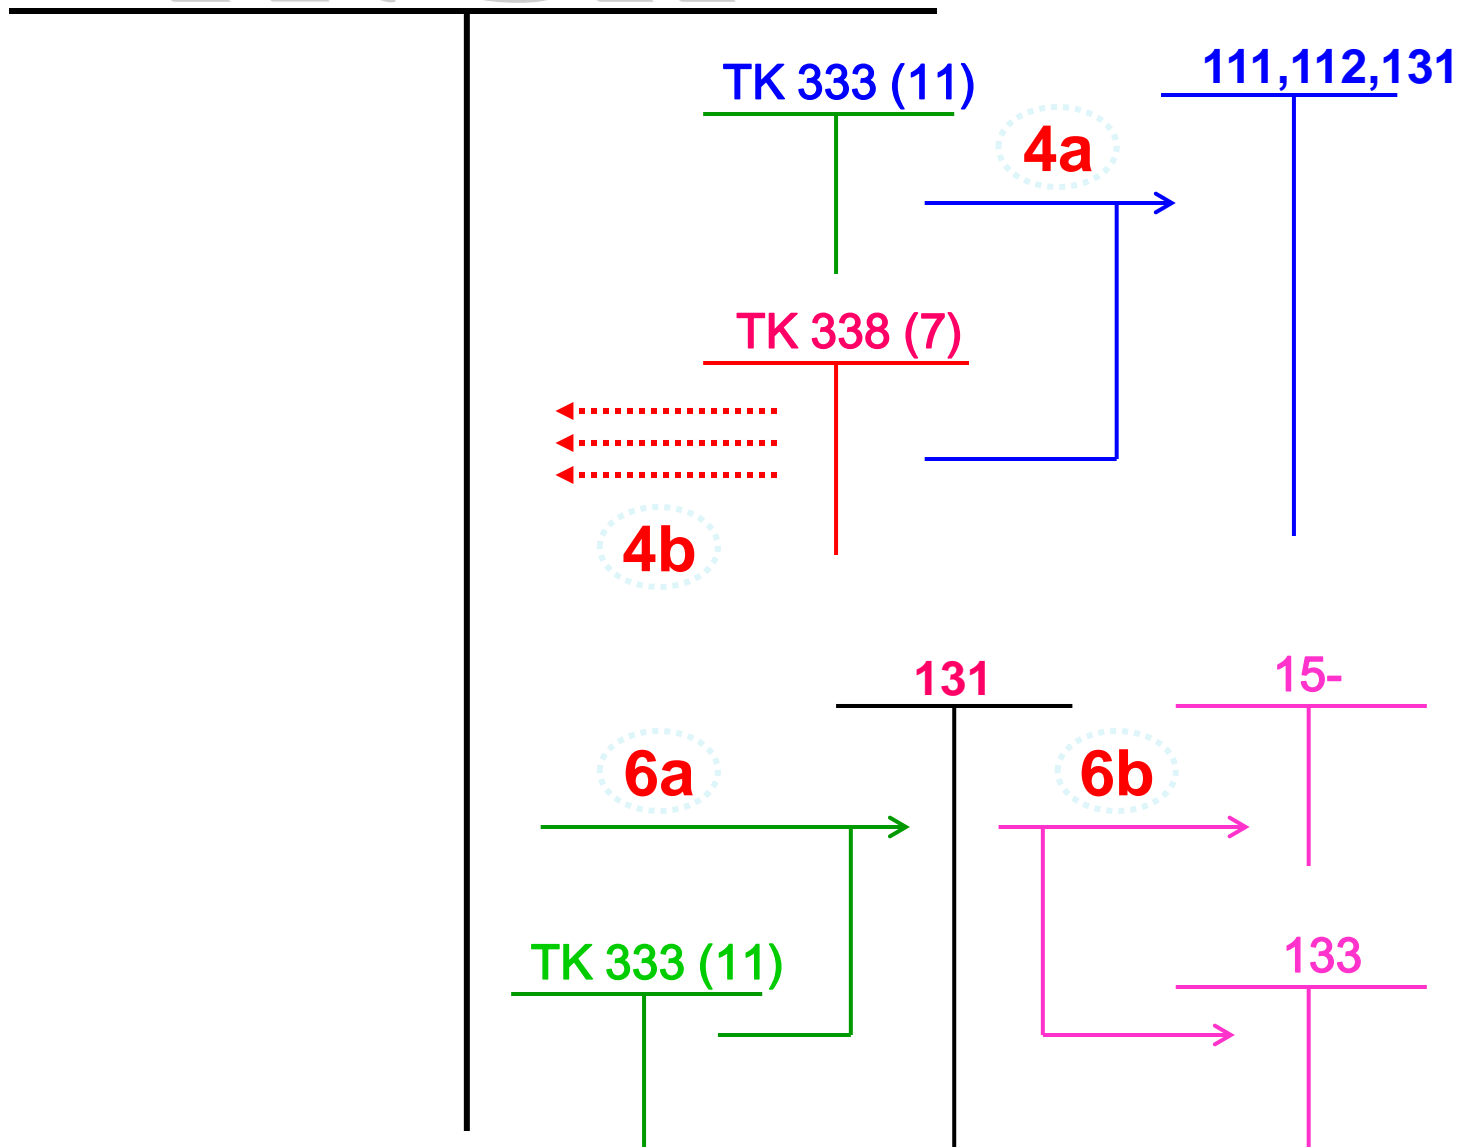 TK 333 (11)
111,112,131
4a
TK 338 (7)
4b
131
15-
6a
6b
TK 333 (11)
133